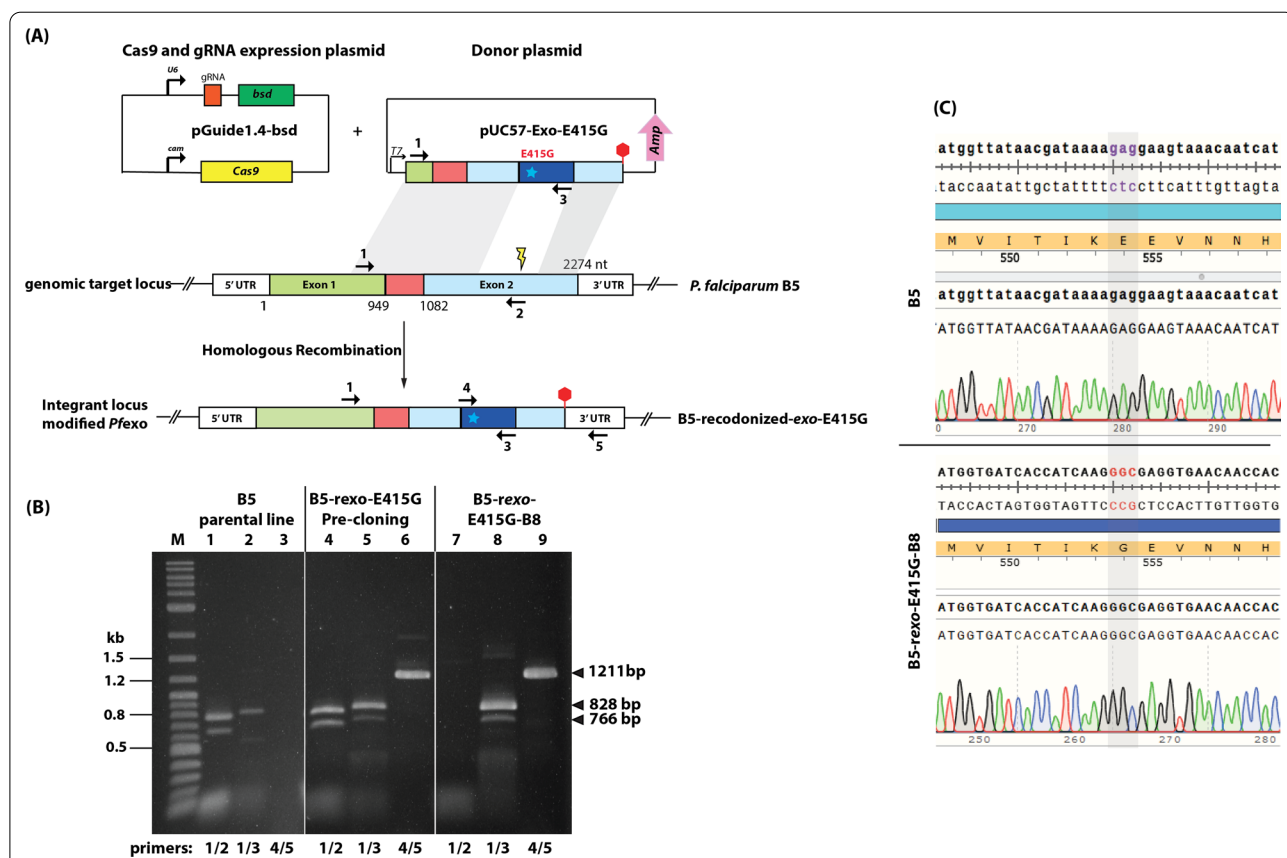 (A)
Cas9 and gRNA expression plasmid
Donor plasmid
U6
gRNA
bsd
pGuide1.4-bsd
+
cam
Cas9
pUC57-Exo-E415G
Amp
T7
1
E415G
3
genomic target locus
1
2274 nt
5' UTR
Exon 1
Exon 2
3' UTR
P. falciparum B5
1
949
1082
2
Homologous Recombination
Integrant locus
modified Pfexo
1
4
5' UTR
3' UTR
3
5
B5-recodonized-exo-E415G
(B)
B5
parental line
B5-rexo-E415G
Pre-cloning
B5-rexo-
E415G-B8
M 1 2 3 4 5 6 7 8 9
kb
1.5
1.2
0.8
0.5
1211bp
828 bp
766 bp
primers: 1/2 1/3 4/5 1/2 1/3 4/5 1/2 1/3 4/5
(C)
B5
atggttataacgataaaagaggaagtaaacaatcat
taccaatattgctattttctccttcatttgttagta
M V I T I K E E V N N H
550 555
atggttataacgataaaagaggaagtaaacaatcat
ATGGTTATAACGATAAAAGAGGAAGTAAACAATCAT
0 270 280 290
B5-rexo-E415G-B8
ATGGTGATCACCATCAAGGGCGAGGTGAACAACCAC
TACCACTAGTGGTAGTTCCCGCTCCACTTGTTGGTG
M V I T I K G E V N N H
550 555
ATGGTGATCACCATCAAGGGCGAGGTGAACAACCAC
ATGGTGATCACCATCAAGGGCGAGGTGAACAACCAC
250 260 270 280